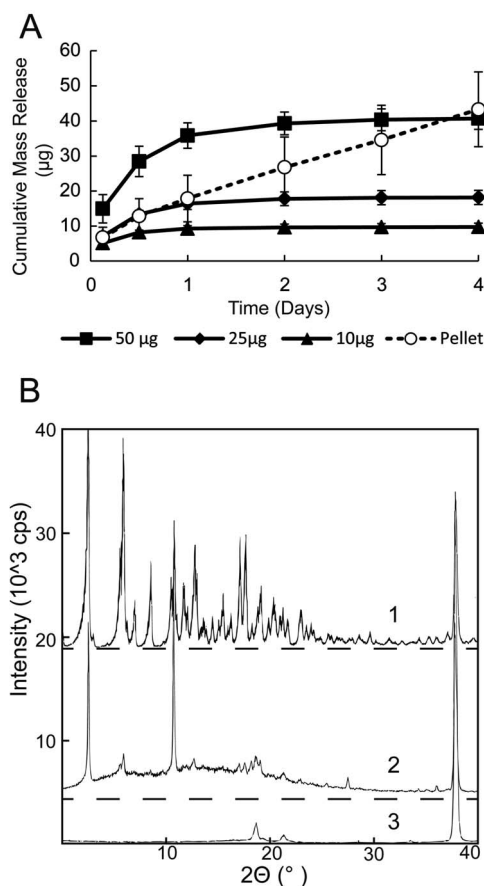 A
Cumulative Mass Release
(µg)
60
50
40
30
20
10
0
0 1 2 3 4
Time (Days)
50 µg 25µg 10µg Pellet
B
Intensity (10^3 cps)
40
30
20
10
1
2
3
10 20 30 40
2Θ (°)